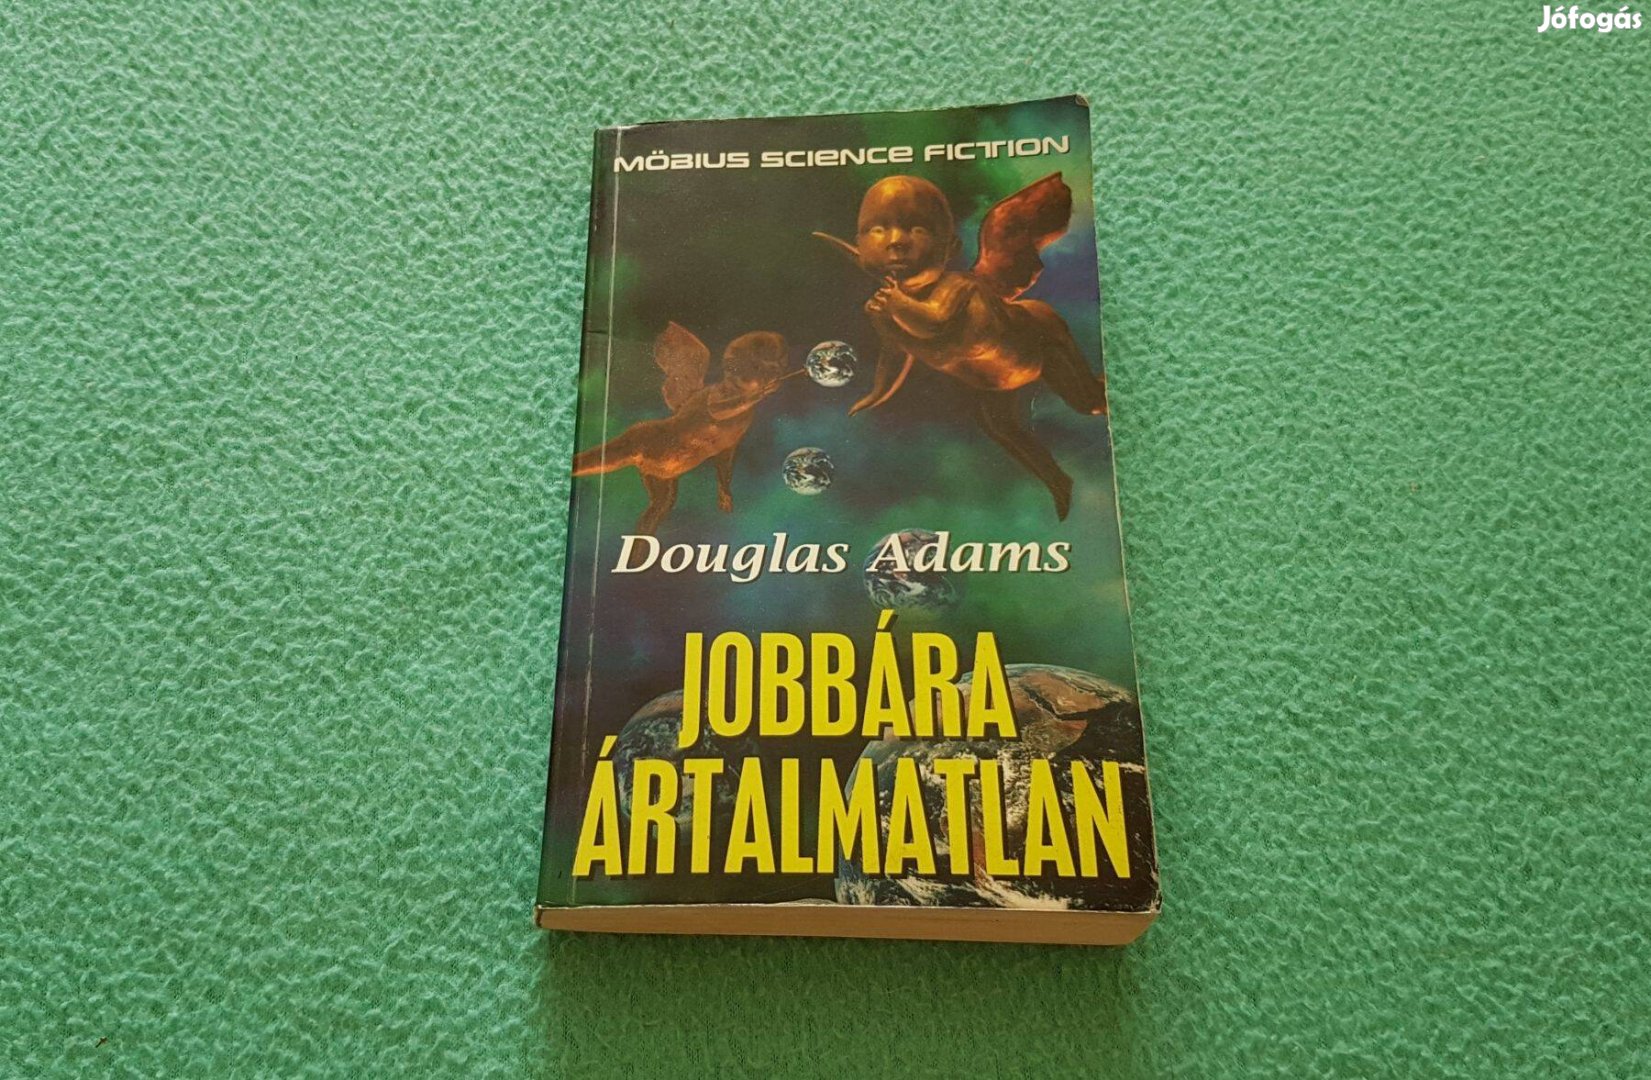 Jófogás
MÖBIUS SCIENCE FICTION
Douglas Adams
JOBBÁRA
ÁRTALMATLAN